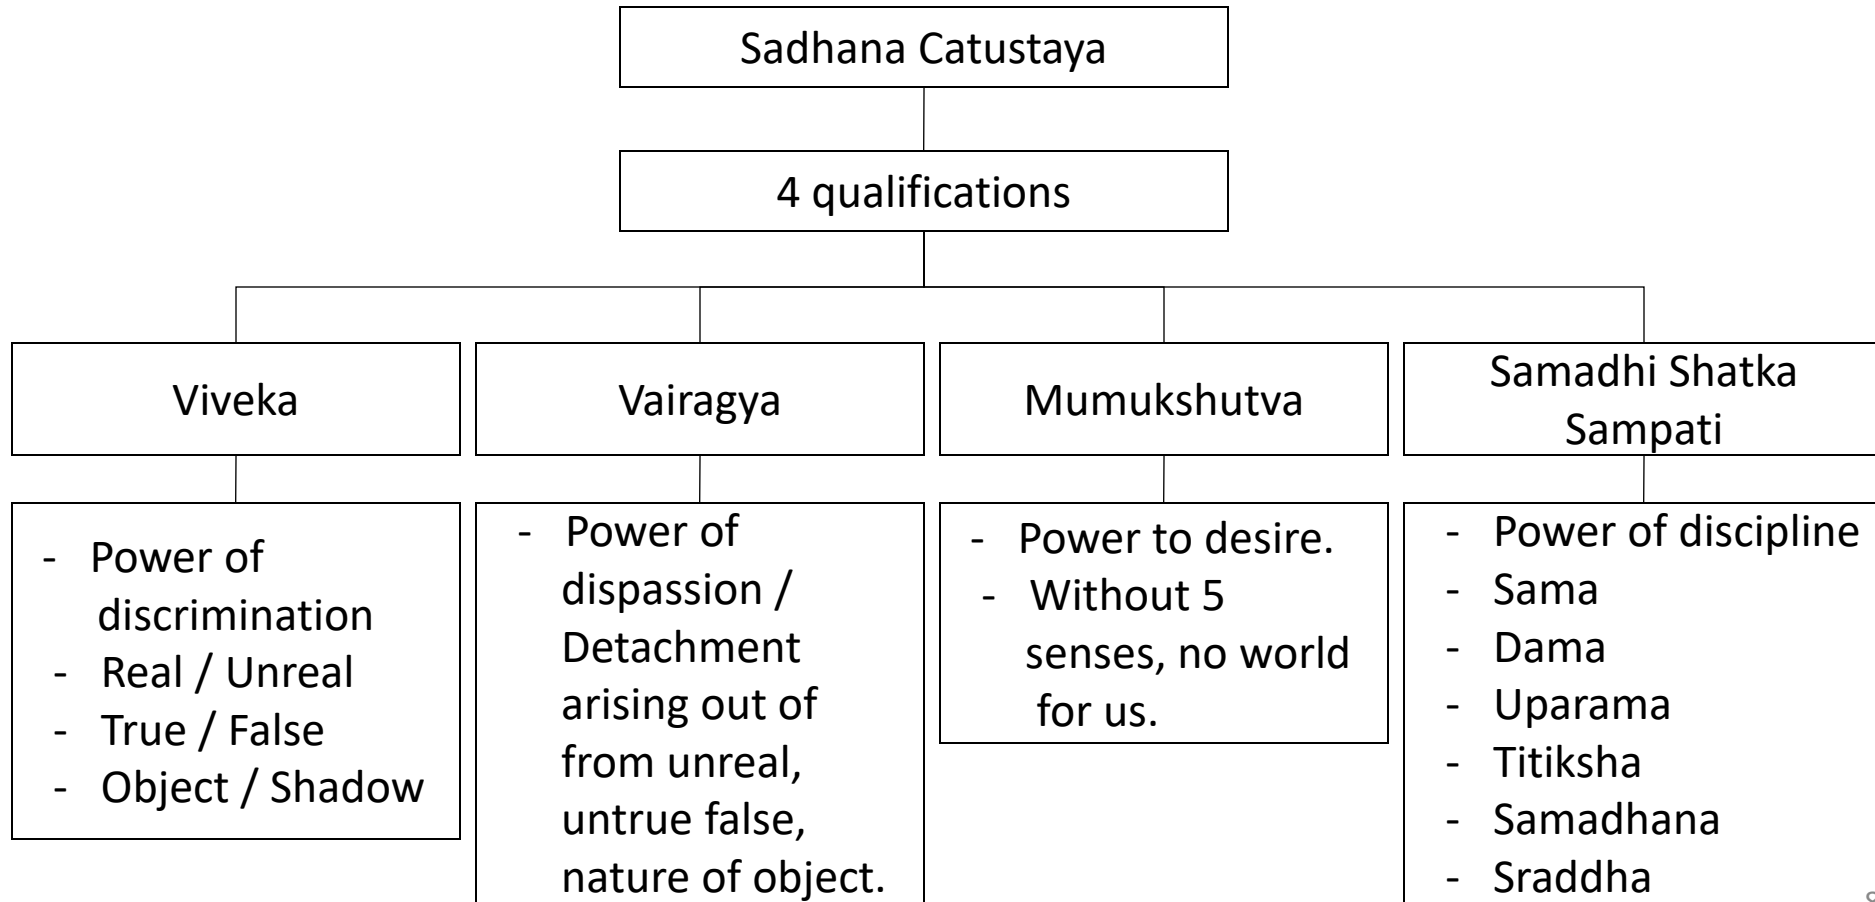 Sadhana Catustaya
4 qualifications
Viveka
Vairagya
Mumukshutva
Samadhi Shatka
Sampati
- Power of
discrimination
- Real / Unreal
- True / False
- Object / Shadow
- Power of
dispassion /
Detachment
arising out of
from unreal,
untrue false,
nature of object.
- Power to desire.
- Without 5
senses, no world
for us.
- Power of discipline
- Sama
- Dama
- Uparama
- Titiksha
- Samadhana
- Sraddha